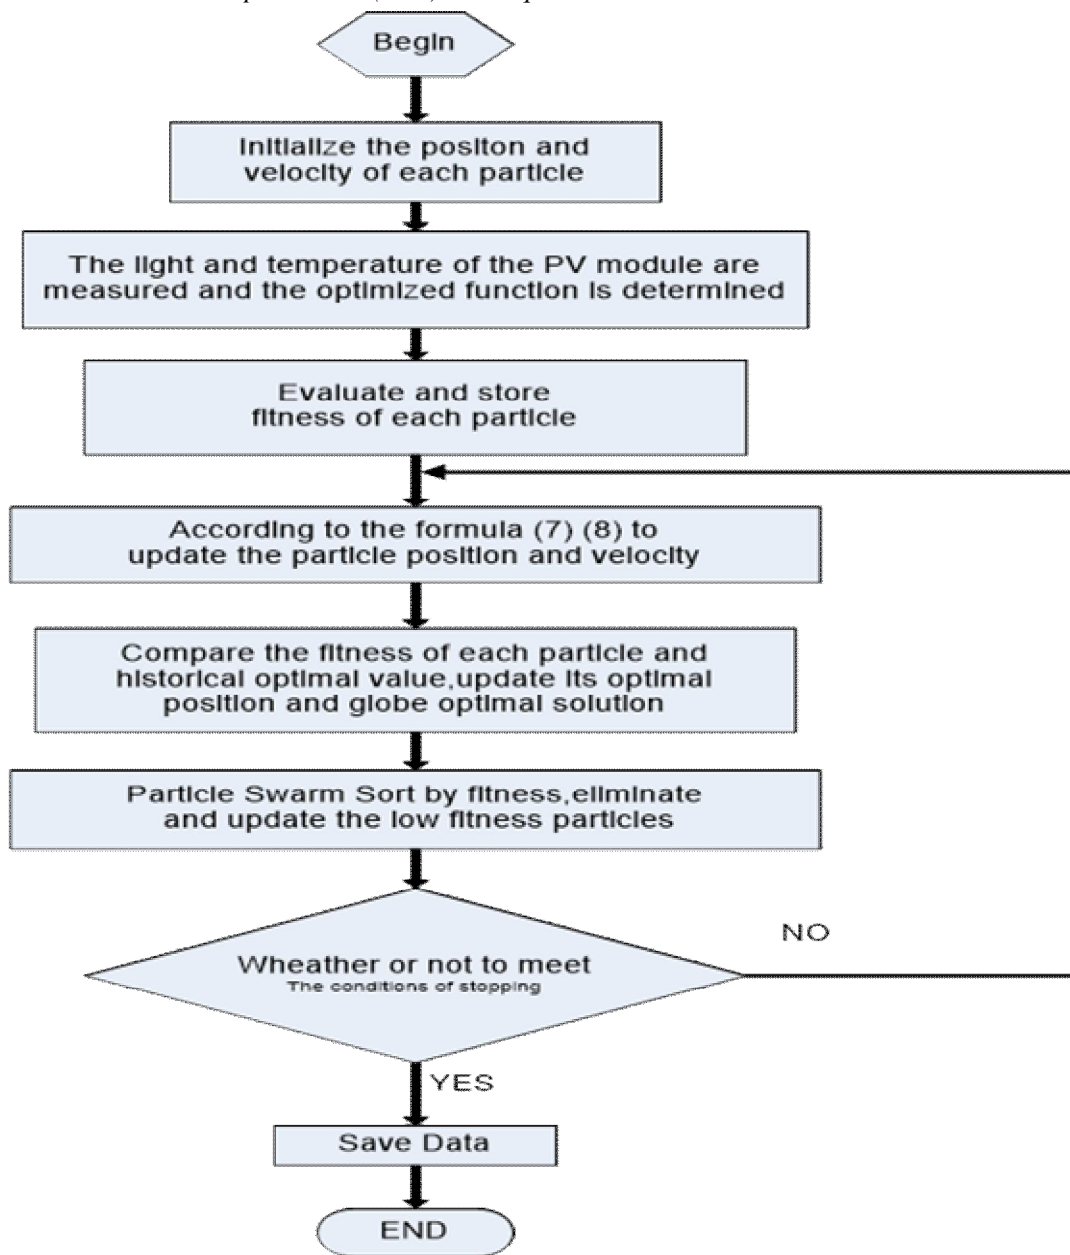 Begin
Initialize the positon and
velocity of each particle
The light and temperature of the PV module are
measured and the optimized function is determined
Evaluate and store
fitness of each particle
According to the formula (7) (8) to
update the particle position and velocity
Compare the fitness of each particle and
historical optimal value,update its optimal
position and globe optimal solution
Particle Swarm Sort by fitness,eliminate
and update the low fitness particles
Wheather or not to meet
The conditions of stopping
NO
YES
Save Data
END